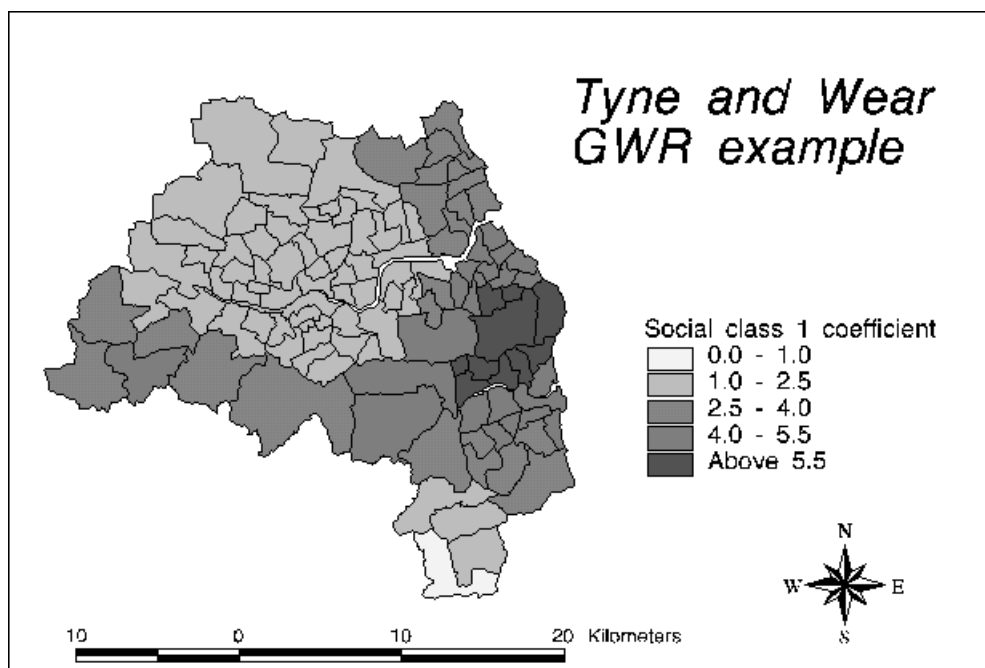 Tyne and Wear
GWR example
Social class 1 coefficient
0.0 - 1.0
1.0 - 2.5
2.5 - 4.0
4.0 - 5.5
Above 5.5
N
W E
S
10 0 10 20 Kilometers